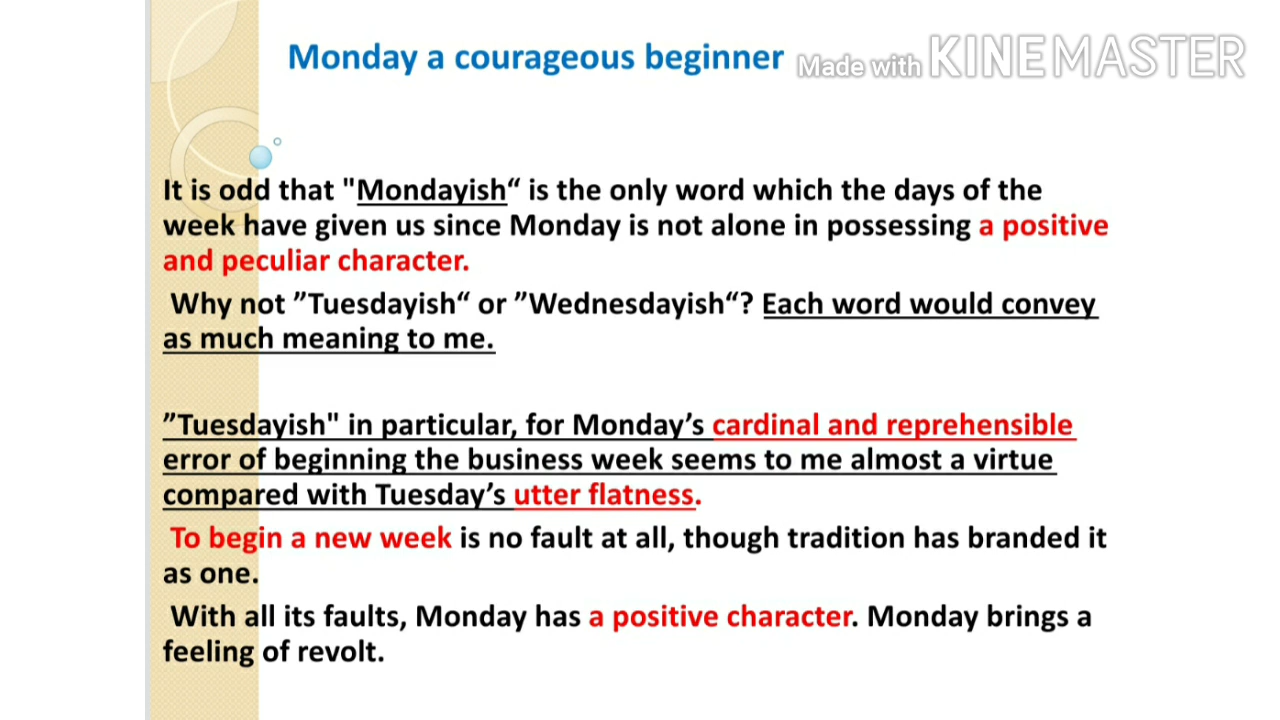 Monday a courageous beginner
Made with KINEMASTER
It is odd that "Mondayish“ is the only word which the days of the
week have given us since Monday is not alone in possessing a positive
and peculiar character.
Why not ”Tuesdayish“ or ”Wednesdayish“? Each word would convey
as much meaning to me.
”Tuesdayish" in particular, for Monday’s cardinal and reprehensible
error of beginning the business week seems to me almost a virtue
compared with Tuesday’s utter flatness.
To begin a new week is no fault at all, though tradition has branded it
as one.
With all its faults, Monday has a positive character. Monday brings a
feeling of revolt.